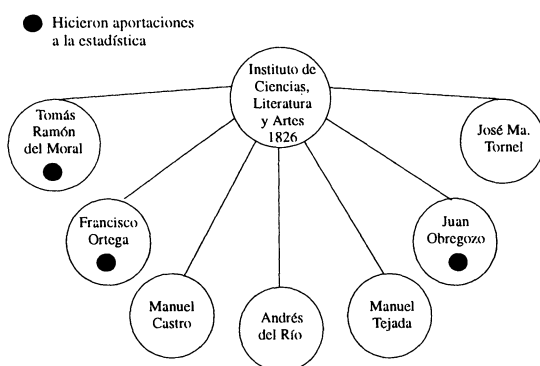 Hicieron aportaciones
a la estadística
Instituto de
Ciencias,
Literatura
y Artes
1826
Tomás
Ramón
del Moral
José Ma.
Tornel
Francisco
Ortega
Juan
Obregozo
Manuel
Castro
Andrés
del Río
Manuel
Tejada